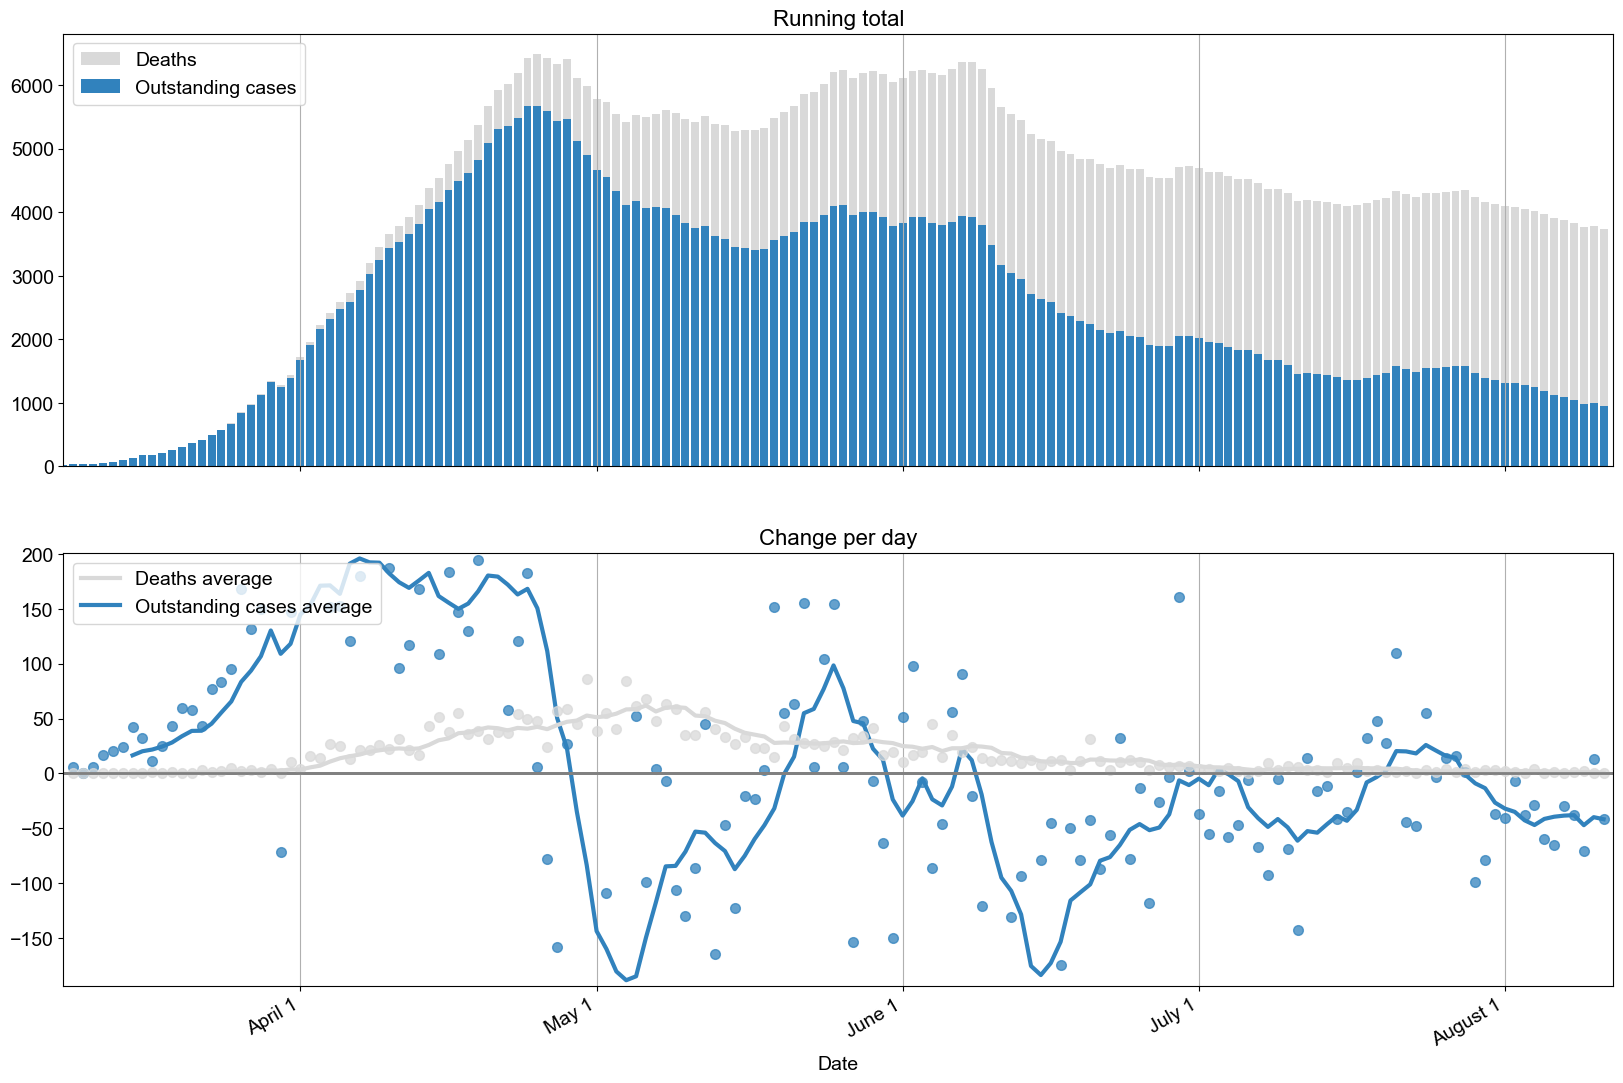 Running total
Deaths
Outstanding cases
6000
5000
4000
3000
2000
1000
0
Change per day
Deaths average
Outstanding cases average
200
150
100
50
0
−50
−100
−150
April 1
May 1
June 1
July 1
August 1
Date